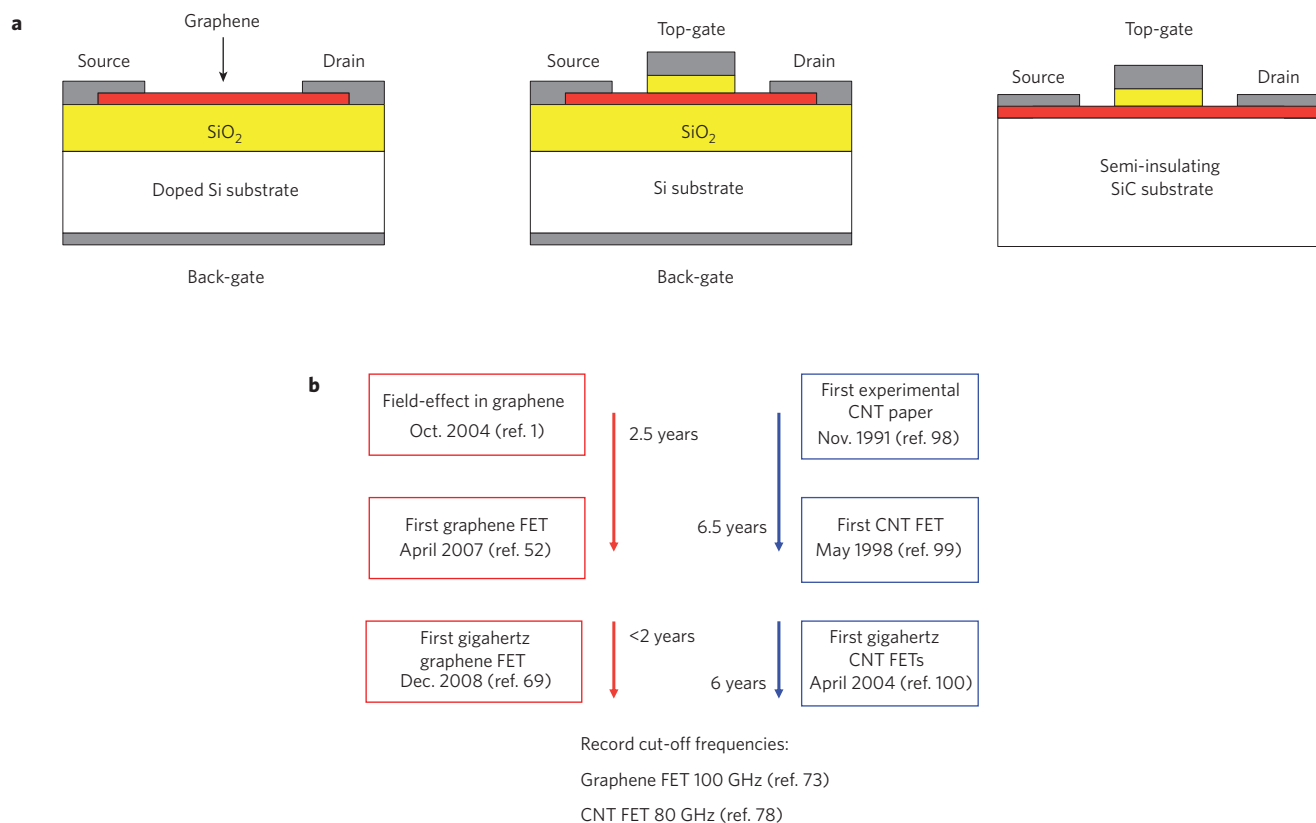 a
Graphene
Source
Drain
SiO2
Doped Si substrate
Back-gate
Top-gate
Source
Drain
SiO2
Si substrate
Back-gate
Top-gate
Source
Drain
Semi-insulating
SiC substrate
b
Field-effect in graphene
Oct. 2004 (ref. 1)
2.5 years
First experimental
CNT paper
Nov. 1991 (ref. 98)
First graphene FET
April 2007 (ref. 52)
6.5 years
First CNT FET
May 1998 (ref. 99)
First gigahertz
graphene FET
Dec. 2008 (ref. 69)
<2 years
6 years
First gigahertz
CNT FETs
April 2004 (ref. 100)
Record cut-off frequencies:
Graphene FET 100 GHz (ref. 73)
CNT FET 80 GHz (ref. 78)